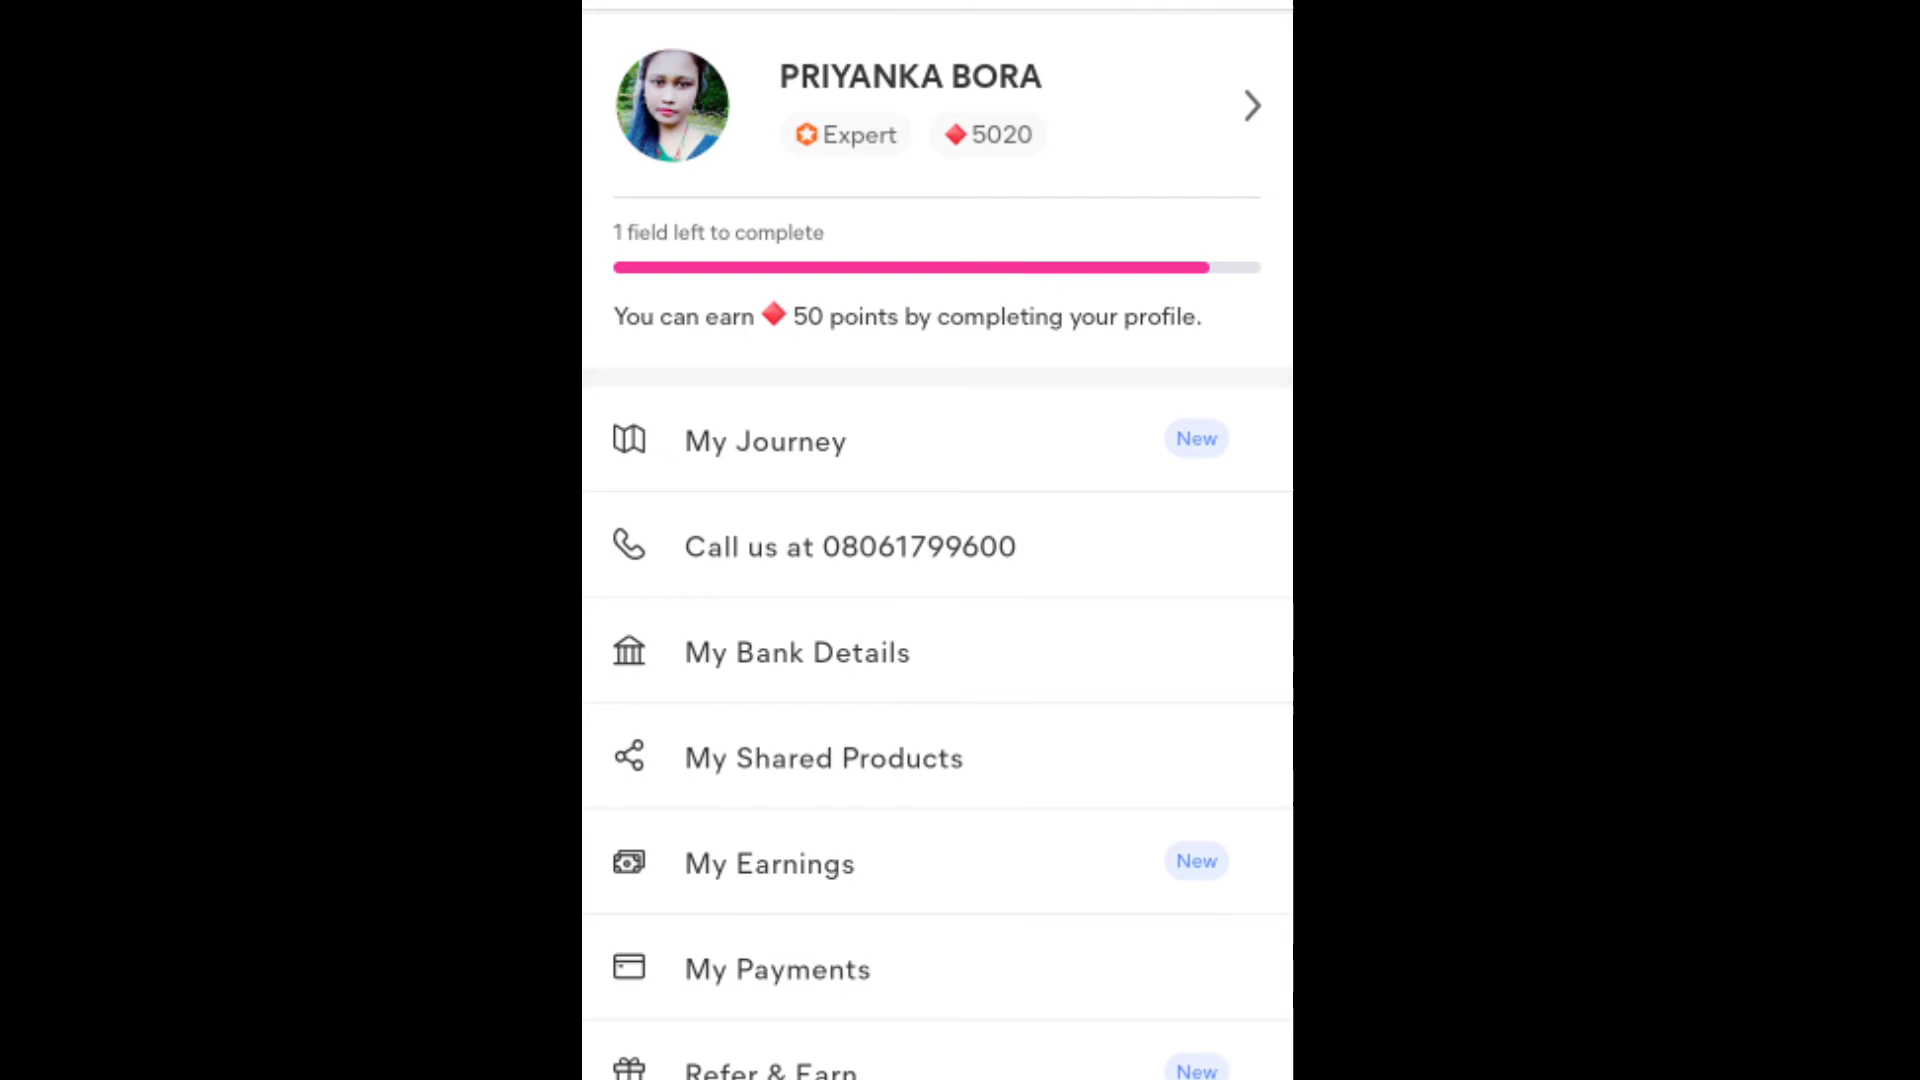 PRIYANKA BORA
Expert
5020
1 field left to complete
You can earn 50 points by completing your profile.
My Journey
New
Call us at 08061799600
My Bank Details
My Shared Products
My Earnings
New
My Payments
Refer & Earn
New